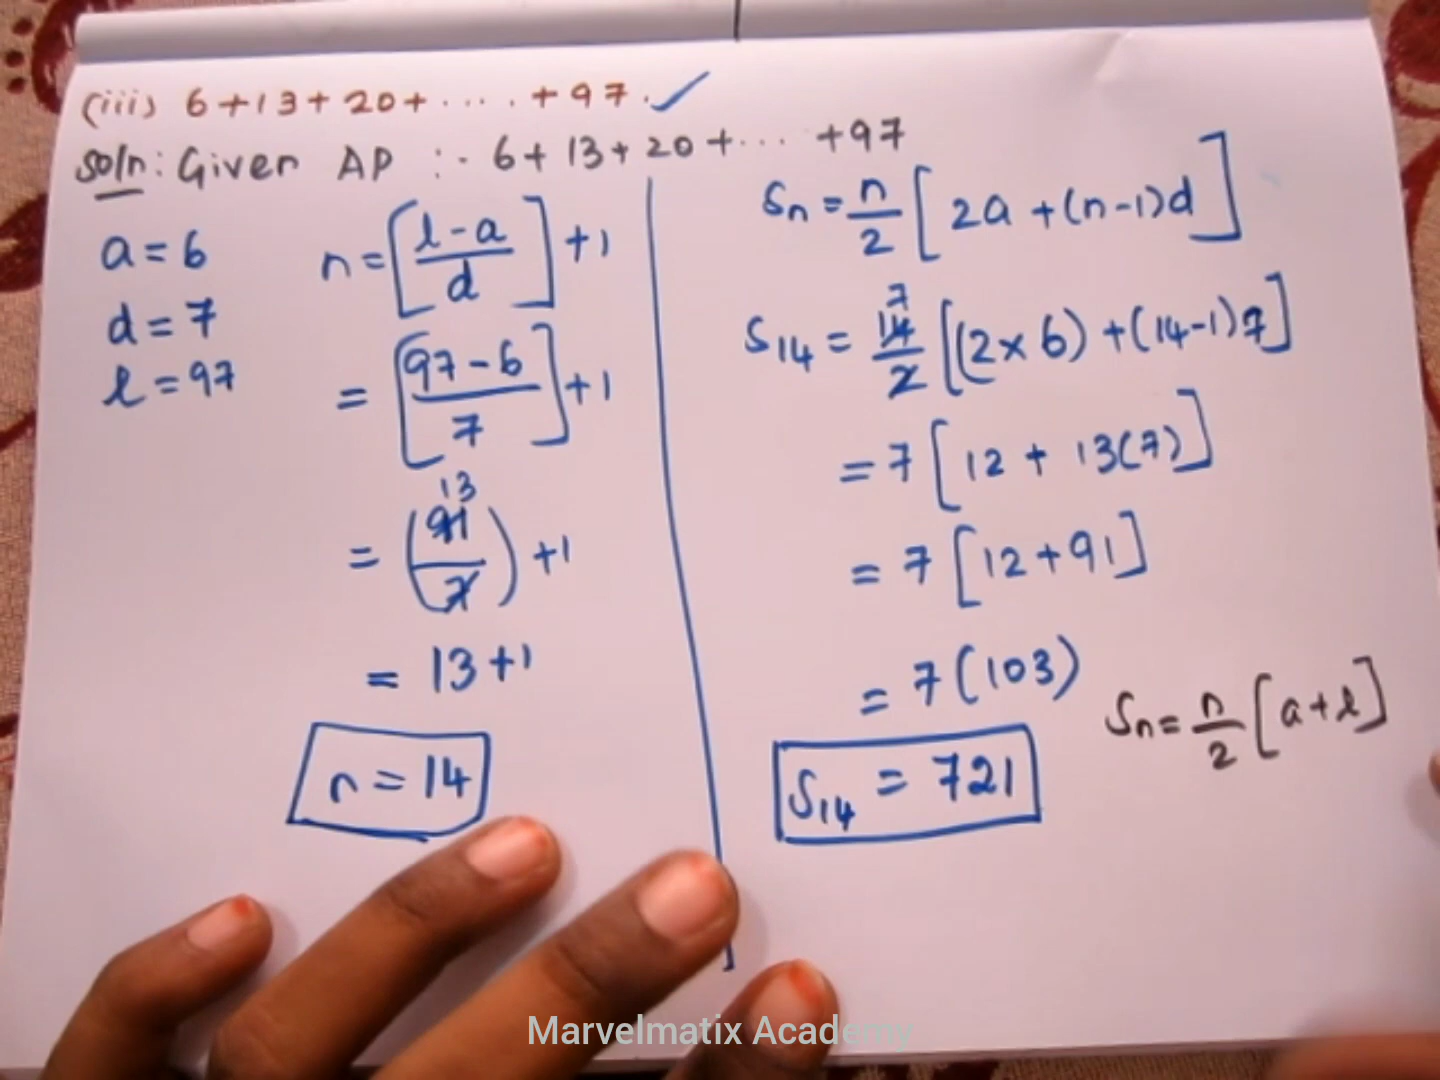 (iii) 6+13+20+.....+97.✓
Soln: Given AP :- 6+13+20+... +97
a=6
d=7
l=97
n=[l-a/d]+1
=[97-6/7]+1
13
=(91/7)+1
= 13+1
n=14
Sn=n/2[2a+(n-1)d]
7
S14=14/2[(2×6)+(14-1)7]
=7[12+13(7)]
=7[12+91]
=7(103)
S14=721
Sn=n/2[a+l]
Marvelmatix Academy